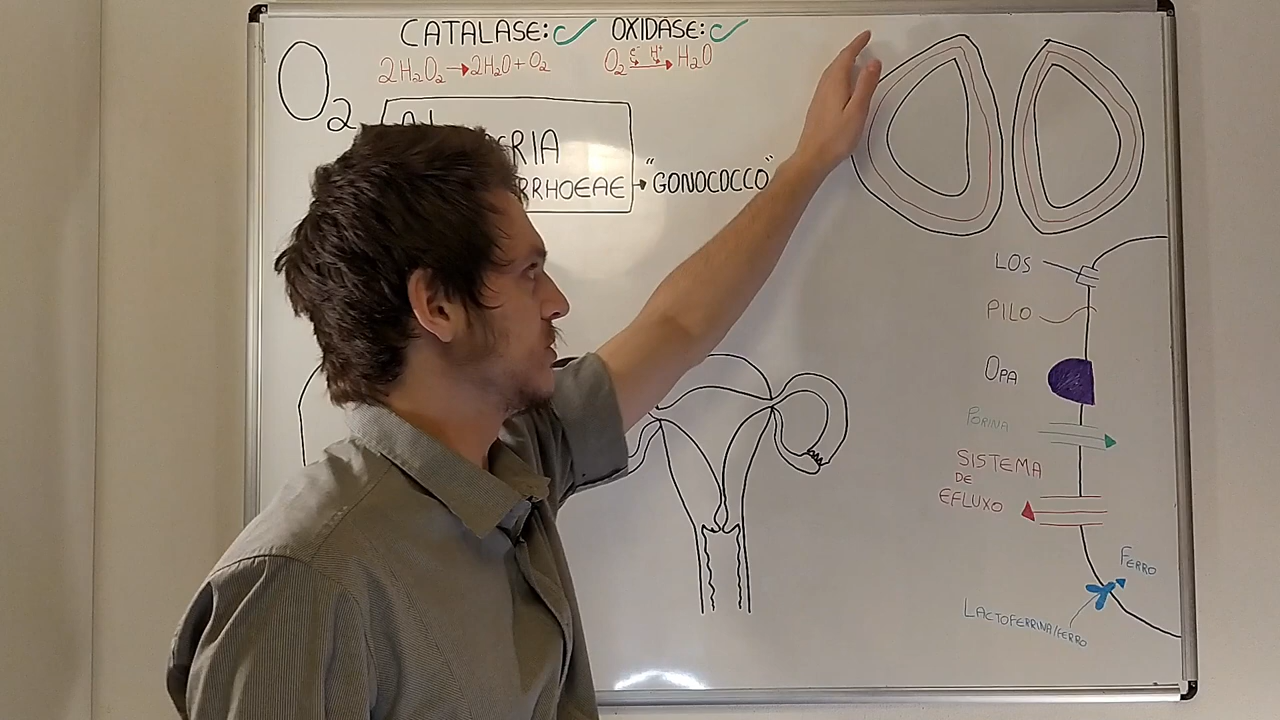 CATALASE: OXIDASE:
2H₂O₂→2H₂O+O₂
O₂ e⁻ H⁺ → H₂O
O₂
"GONOCOCCO"
LOS
PILO
OPA
PORINA
SISTEMA
DE
EFLUXO
FERRO
LACTOFERRINA/FERRO